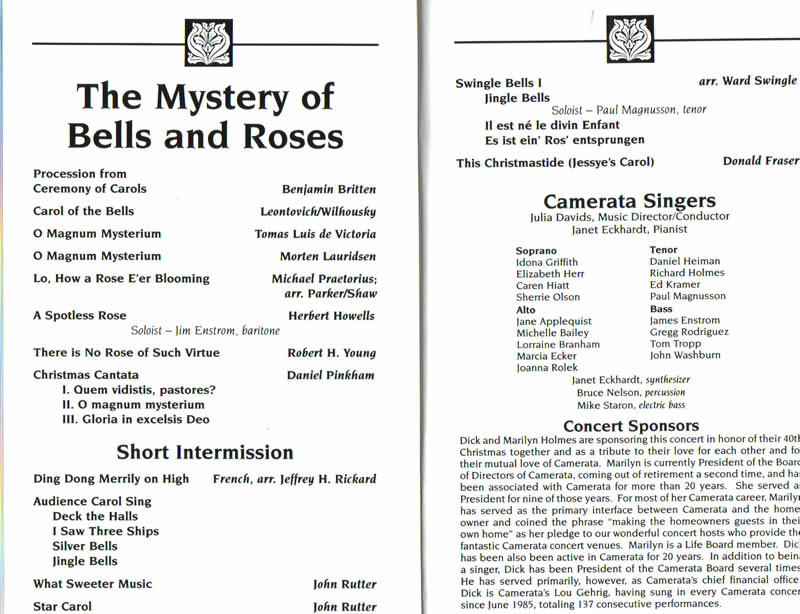 The Mystery of
Bells and Roses
Procession from
Ceremony of Carols Benjamin Britten
Carol of the Bells Leontovich/Wilhousky
O Magnum Mysterium Tomas Luis de Victoria
O Magnum Mysterium Morten Lauridsen
Lo, How a Rose E'er Blooming Michael Praetorius;
arr. Parker/Shaw
A Spotless Rose Herbert Howells
Soloist – Jim Enstrom, baritone
There is No Rose of Such Virtue Robert H. Young
Christmas Cantata Daniel Pinkham
I. Quem vidistis, pastores?
II. O magnum mysterium
III. Gloria in excelsis Deo
Short Intermission
Ding Dong Merrily on High French, arr. Jeffrey H. Rickard
Audience Carol Sing
Deck the Halls
I Saw Three Ships
Silver Bells
Jingle Bells
What Sweeter Music John Rutter
Star Carol John Rutter
Swingle Bells I arr. Ward Swingle
Jingle Bells
Soloist – Paul Magnusson, tenor
Il est né le divin Enfant
Es ist ein' Ros' entsprungen
This Christmastide (Jessye's Carol) Donald Fraser
Camerata Singers
Julia Davids, Music Director/Conductor
Janet Eckhardt, Pianist
Soprano
Idona Griffith
Elizabeth Herr
Caren Hiatt
Sherrie Olson
Alto
Jane Applequist
Michelle Bailey
Lorraine Branham
Marcia Ecker
Joanna Rolek
Tenor
Daniel Heiman
Richard Holmes
Ed Kramer
Paul Magnusson
Bass
James Enstrom
Gregg Rodriguez
Tom Tropp
John Washburn
Janet Eckhardt, synthesizer
Bruce Nelson, percussion
Mike Staron, electric bass
Concert Sponsors
Dick and Marilyn Holmes are sponsoring this concert in honor of their 40th
Christmas together and as a tribute to their love for each other and fo
their mutual love of Camerata. Marilyn is currently President of the Board
of Directors of Camerata, coming out of retirement a second time, and has
been associated with Camerata for more than 20 years. She served as
President for nine of those years. For most of her Camerata career, Marilyn
has served as the primary interface between Camerata and the home
owner and coined the phrase "making the homeowners guests in thei
own home" as her pledge to our wonderful concert hosts who provide the
fantastic Camerata concert venues. Marilyn is a Life Board member. Dic
has been also been active in Camerata for 20 years. In addition to bein
a singer, Dick has been President of the Camerata Board several times
He has served primarily, however, as Camerata's chief financial office
Dick is Camerata's Lou Gehrig, having sung in every Camerata concer
since June 1985, totaling 137 consecutive performances.